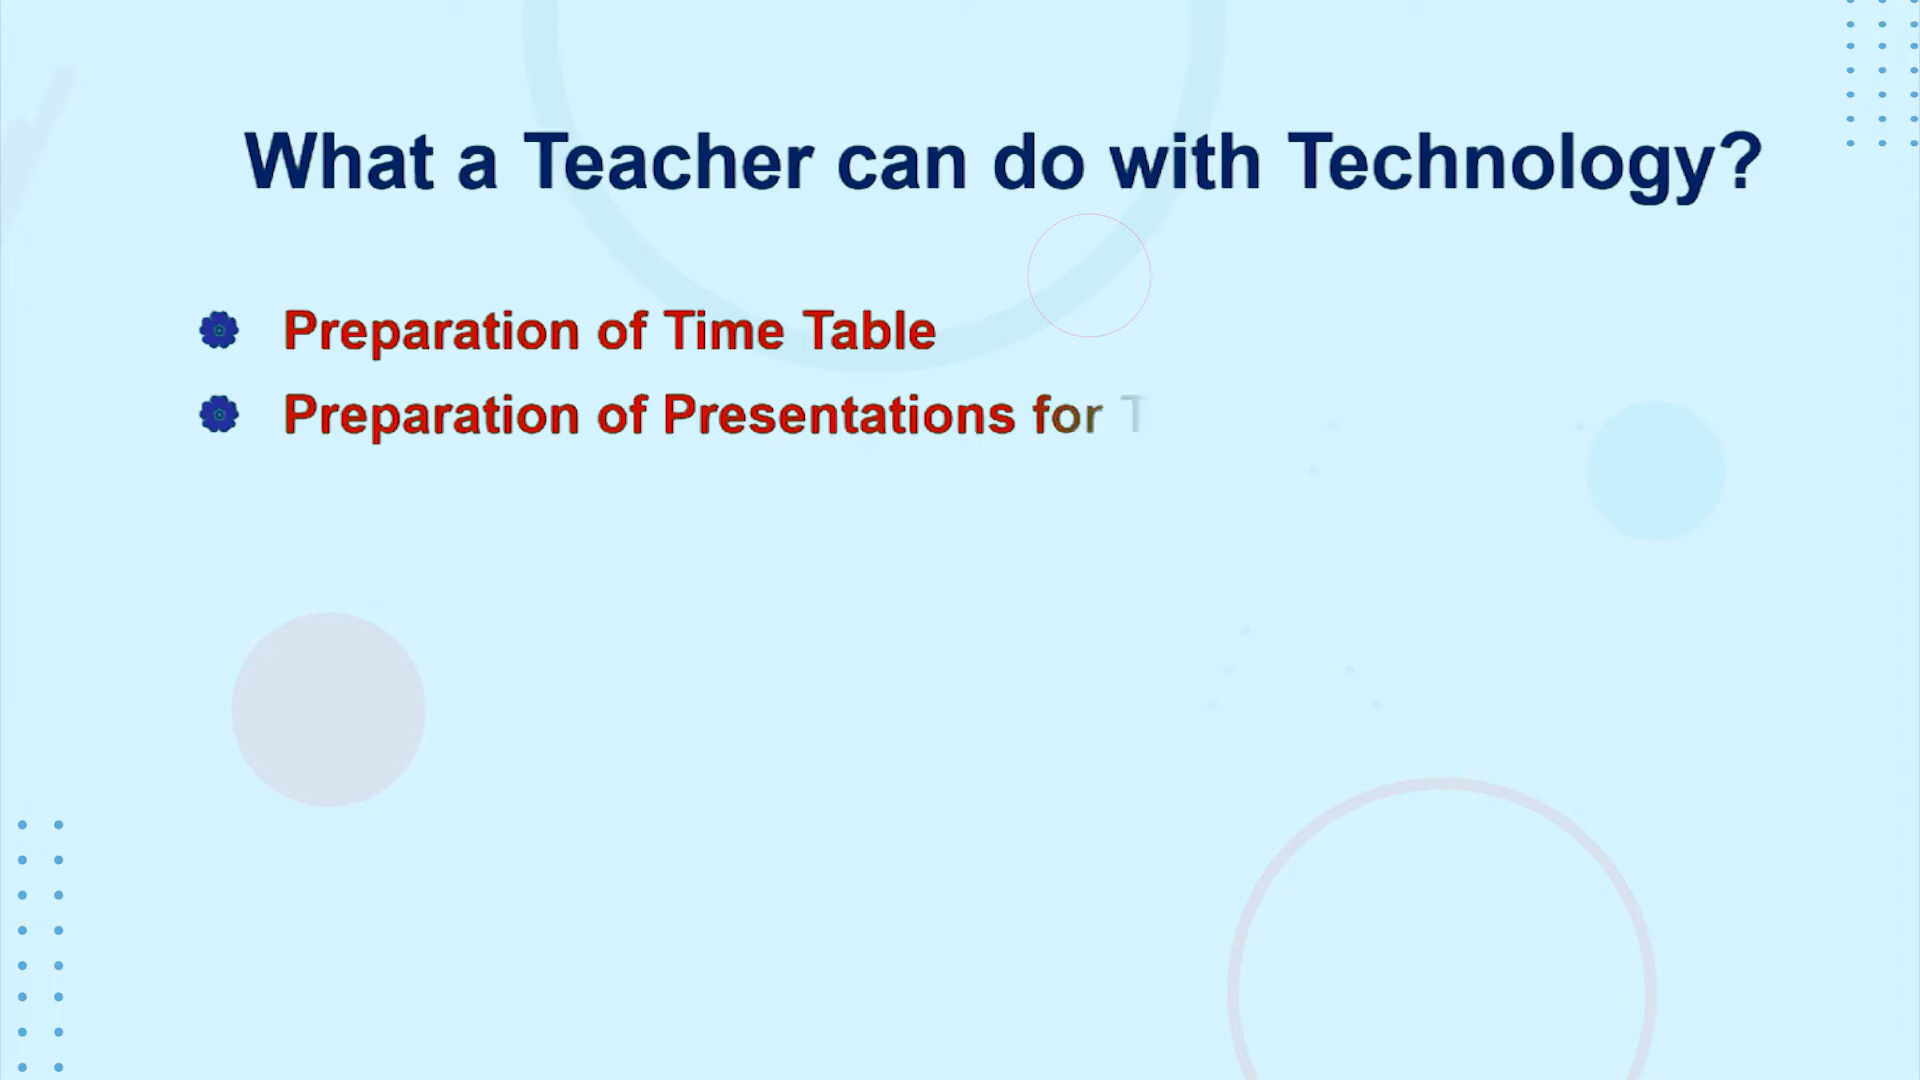 What a Teacher can do with Technology?
Preparation of Time Table
Preparation of Presentations for T